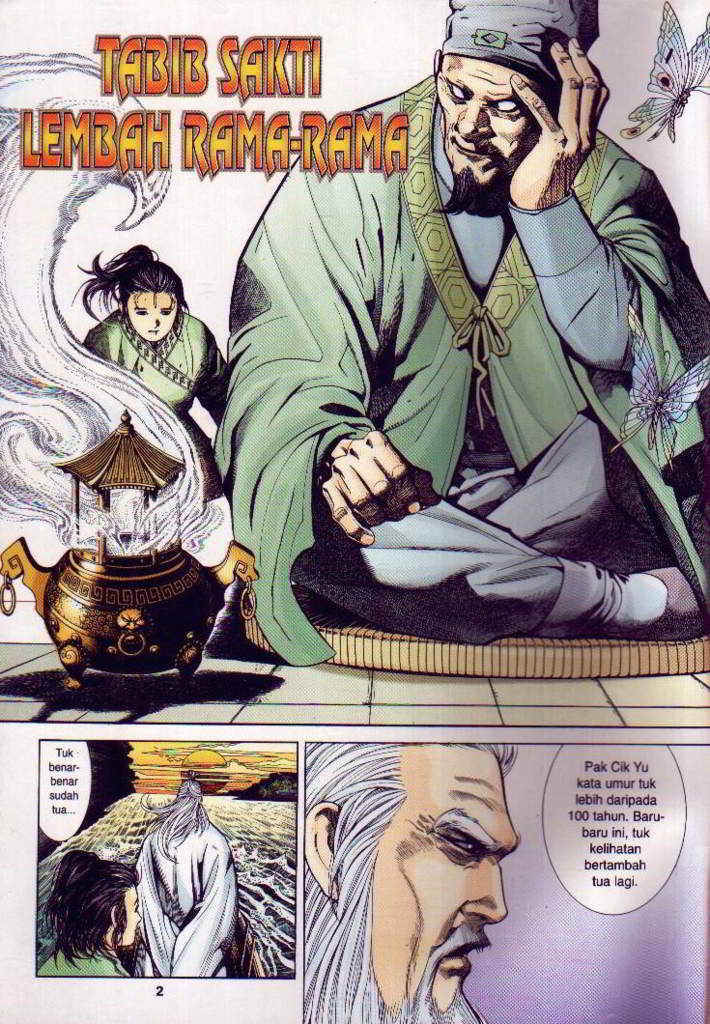 TABIB SAKTI
LEMBAH RAMA-RAMA
Tuk
benar-
benar
sudah
tua...
Pak Cik Yu
kata umur tuk
lebih daripada
100 tahun. Baru-
baru ini, tuk
kelihatan
bertambah
tua lagi.
2